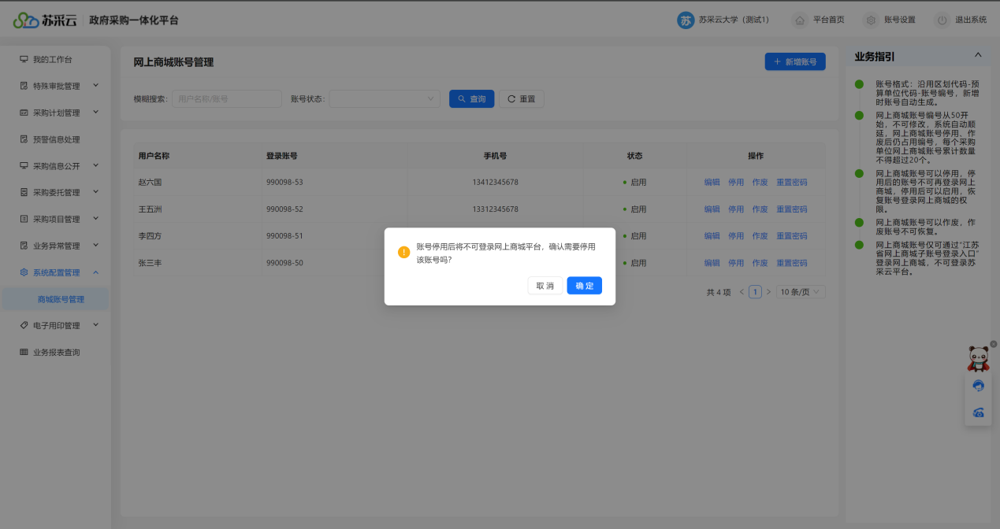 苏采云 政府采购一体化平台
苏 苏采云大学（测试1） 平台首页 账号设置 退出系统
我的工作台
特殊审批管理
采购计划管理
预警信息处理
采购信息公开
采购委托管理
采购项目管理
业务异常管理
系统配置管理
商城账号管理
电子用印管理
业务报表查询
网上商城账号管理
+ 新增账号
模糊搜索: 用户名称/账号 账号状态: 查询 重置
用户名称 登录账号 手机号 状态 操作
赵六国 990098-53 13412345678 启用 编辑 停用 作废 重置密码
王五洲 990098-52 13312345678 启用 编辑 停用 作废 重置密码
李四方 990098-51 启用 编辑 停用 作废 重置密码
张三丰 990098-50 启用 编辑 停用 作废 重置密码
共 4 项 < 1 > 10 条/页
账号停用后将不可登录网上商城平台，确认需要停用
该账号吗?
取 消 确 定
业务指引
账号格式：沿用区划代码-预
算单位代码-账号编号，新增
时账号自动生成。
网上商城账号编号从50开
始，不可修改，系统自动顺
延，网上商城账号停用、作
废后仍占用编号，每个采购
单位网上商城账号累计数量
不得超过20个。
网上商城账号可以停用，停
用后的账号不可再登录网上
商城，停用后可以启用，恢
复账号登录网上商城的权
限。
网上商城账号可以作废，作
废账号不可恢复。
网上商城账号仅可通过“江苏
省网上商城子账号登录入口”
登录网上商城，不可登录苏
采云平台。